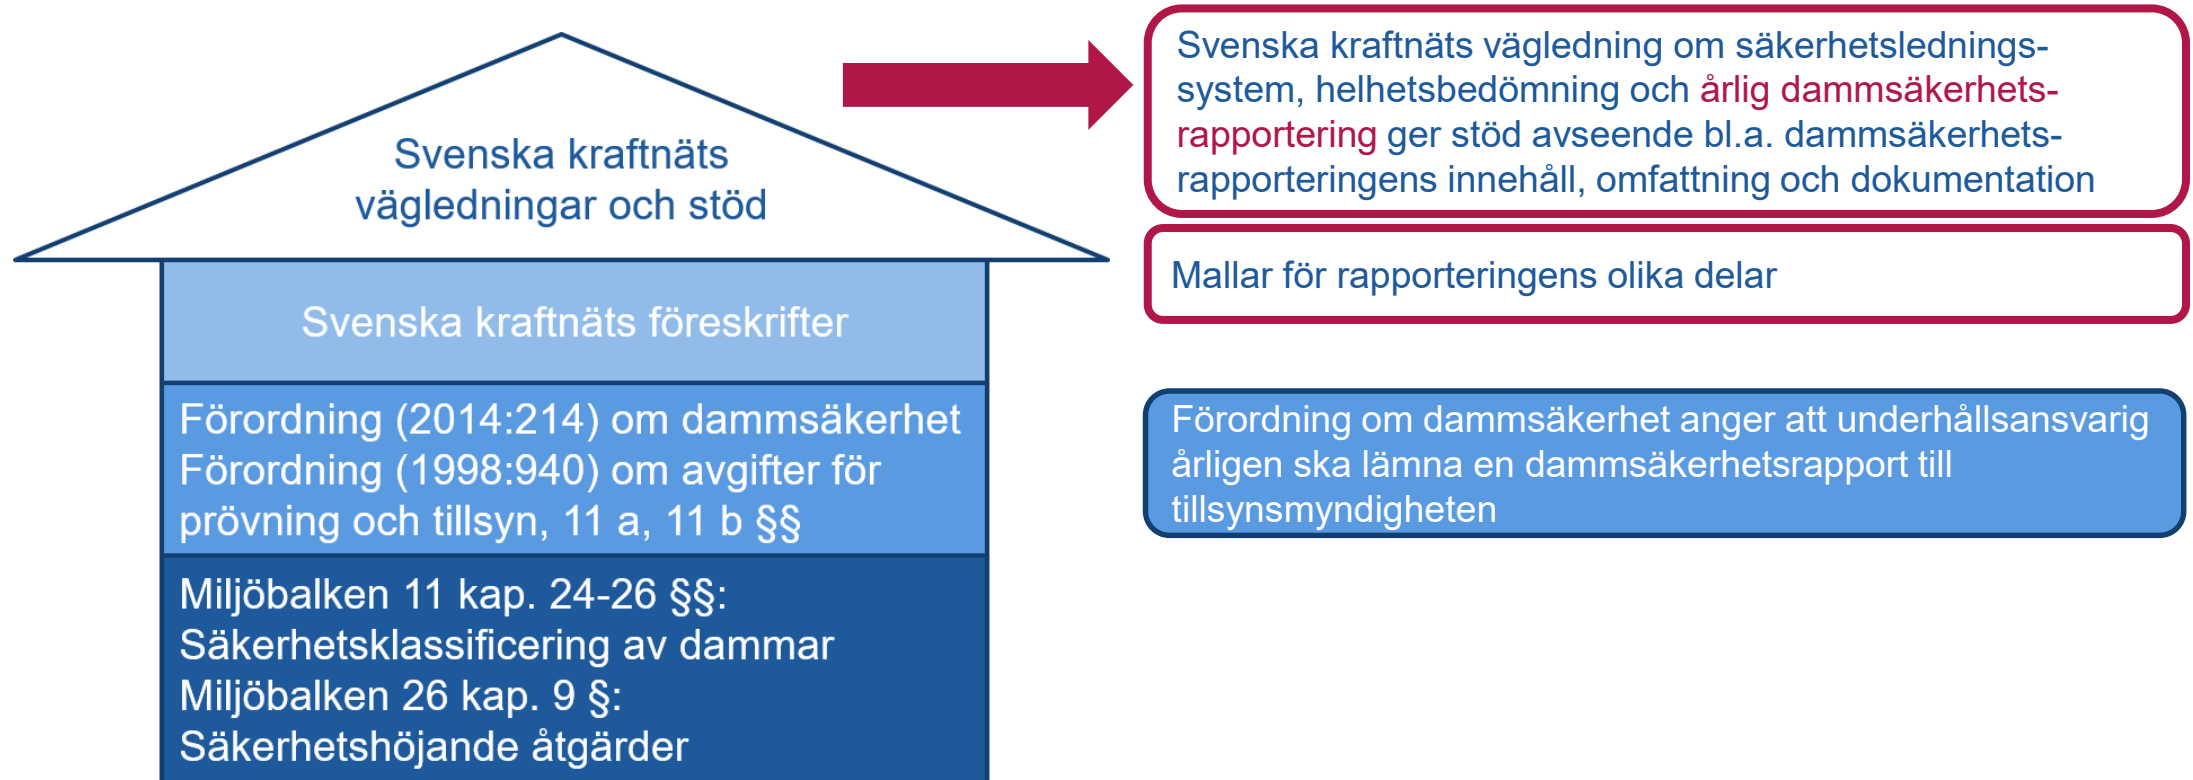 Svenska kraftnäts
vägledningar och stöd
Svenska kraftnäts föreskrifter
Förordning (2014:214) om dammsäkerhet
Förordning (1998:940) om avgifter för
prövning och tillsyn, 11 a, 11 b §§
Miljöbalken 11 kap. 24-26 §§:
Säkerhetsklassificering av dammar
Miljöbalken 26 kap. 9 §:
Säkerhetshöjande åtgärder
Svenska kraftnäts vägledning om säkerhetslednings-
system, helhetsbedömning och årlig dammsäkerhets-
rapportering ger stöd avseende bl.a. dammsäkerhets-
rapporteringens innehåll, omfattning och dokumentation
Mallar för rapporteringens olika delar
Förordning om dammsäkerhet anger att underhållsansvarig
årligen ska lämna en dammsäkerhetsrapport till
tillsynsmyndigheten